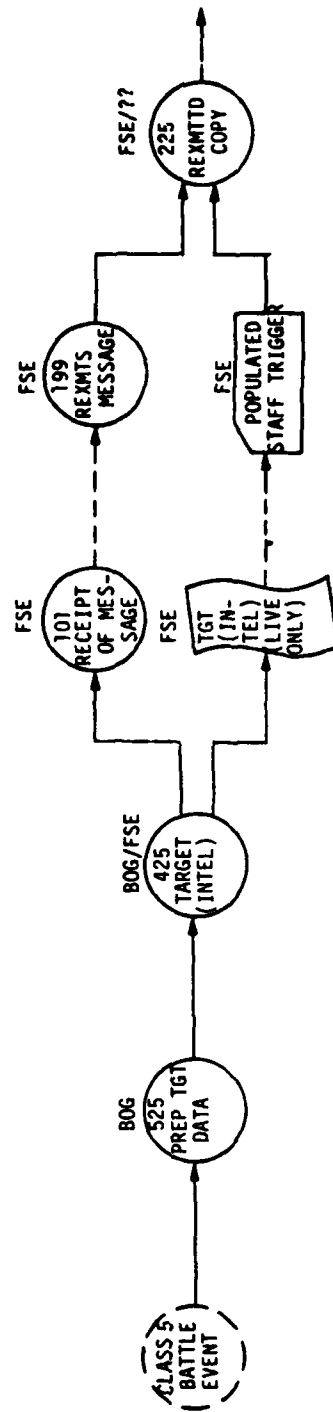 CLASS 5
BATTLE
EVENT
BOG
525
PREP TGT
DATA
BOG/FSE
425
TARGET
(INTEL)
FSE
101
RECEIPT
OF MES-
SAGE
FSE
199
REXMTS
MESSAGE
FSE
TGT
(IN-
TEL)
(LIVE
ONLY)
FSE
POPULATED
STAFF TRIGGER
FSE/??
225
REXMTTD
COPY